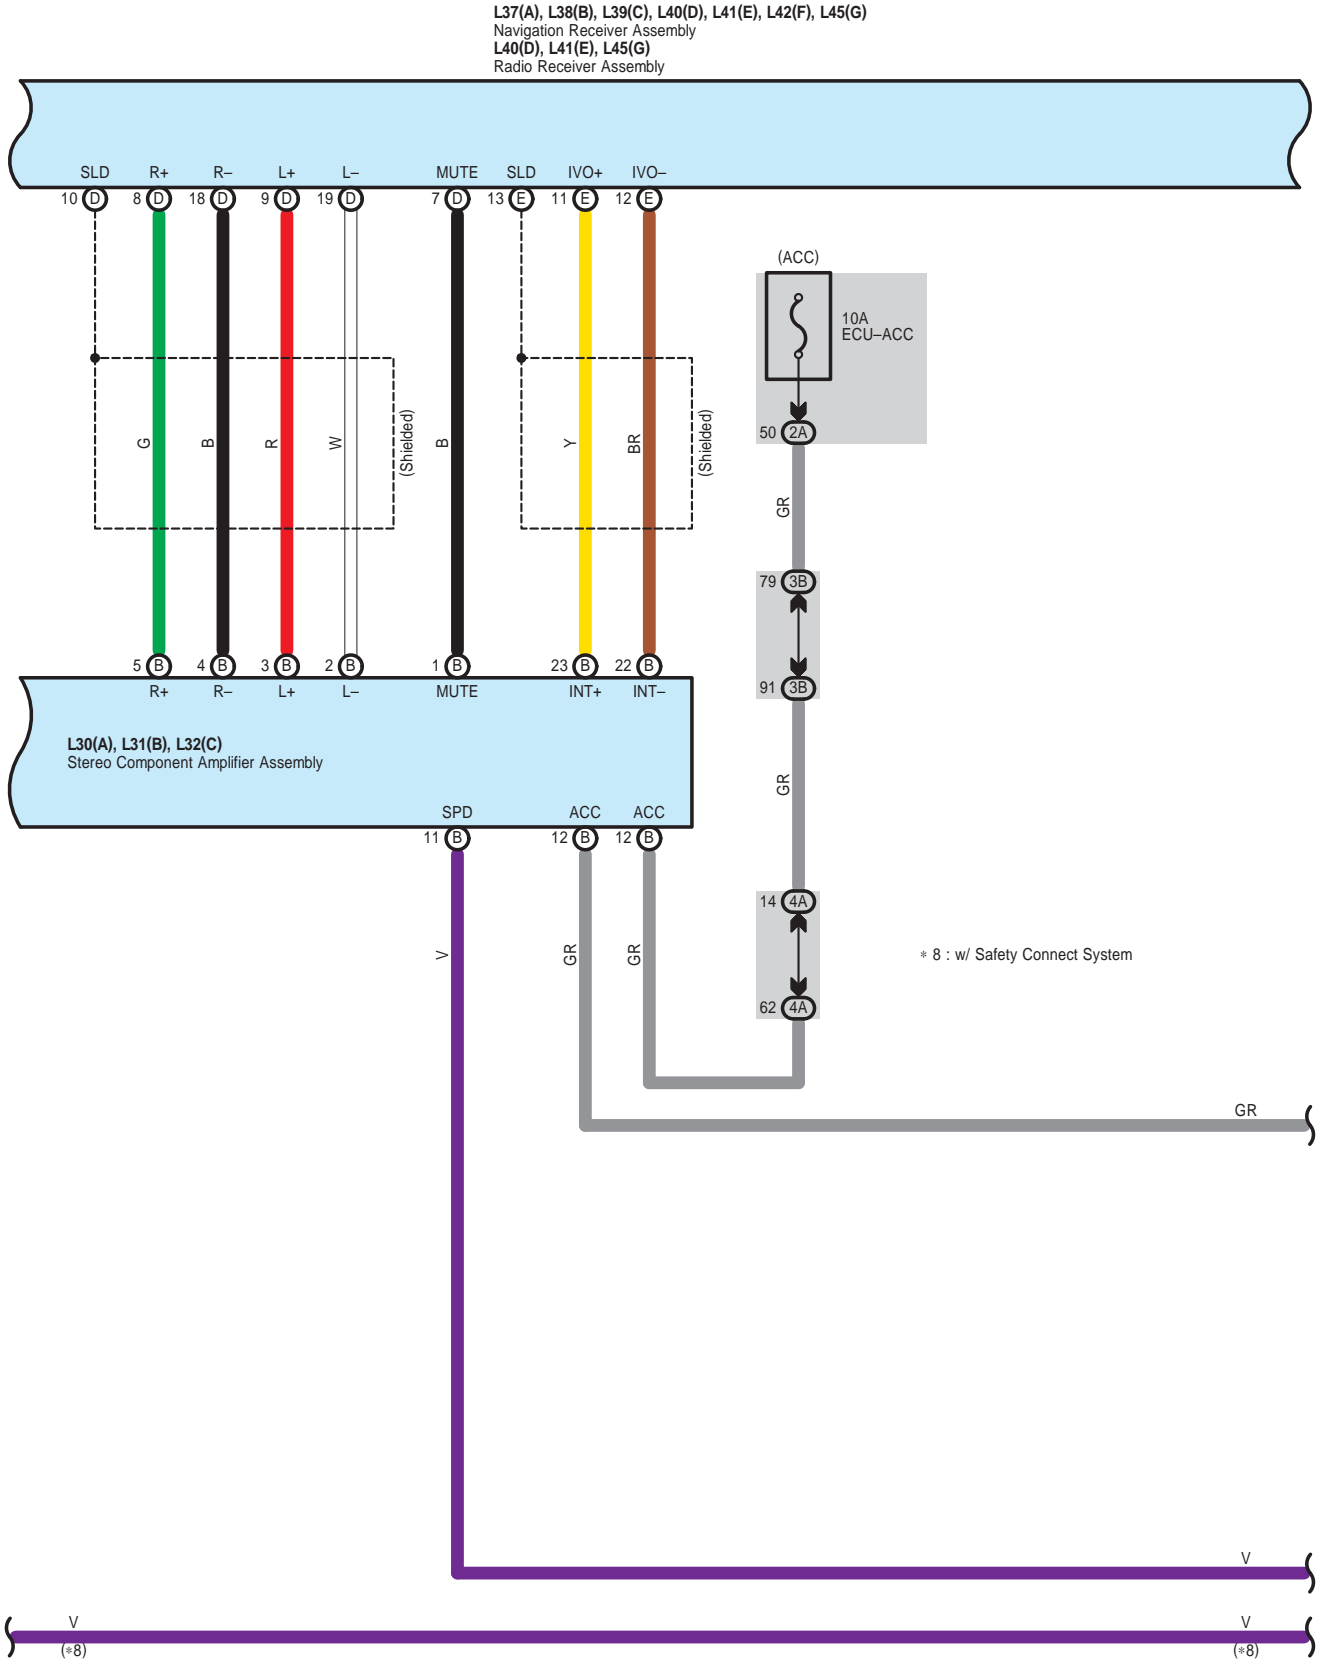 L37(A), L38(B), L39(C), L40(D), L41(E), L42(F), L45(G)
Navigation Receiver Assembly
L40(D), L41(E), L45(G)
Radio Receiver Assembly
SLD R+ R– L+ L– MUTE SLD IVO+ IVO–
10 D 8 D 18 D 9 D 19 D 7 D 13 E 11 E 12 E
(ACC)
10A
ECU–ACC
50 2A
G B R W (Shielded) B Y BR (Shielded)
GR
79 3B
5 B 4 B 3 B 2 B 1 B 23 B 22 B
91 3B
R+ R– L+ L– MUTE INT+ INT–
L30(A), L31(B), L32(C)
Stereo Component Amplifier Assembly
GR
SPD ACC ACC
11 B 12 B 12 B
14 4A
V GR GR
* 8 : w/ Safety Connect System
62 4A
GR
V
V V
(*8) (*8)